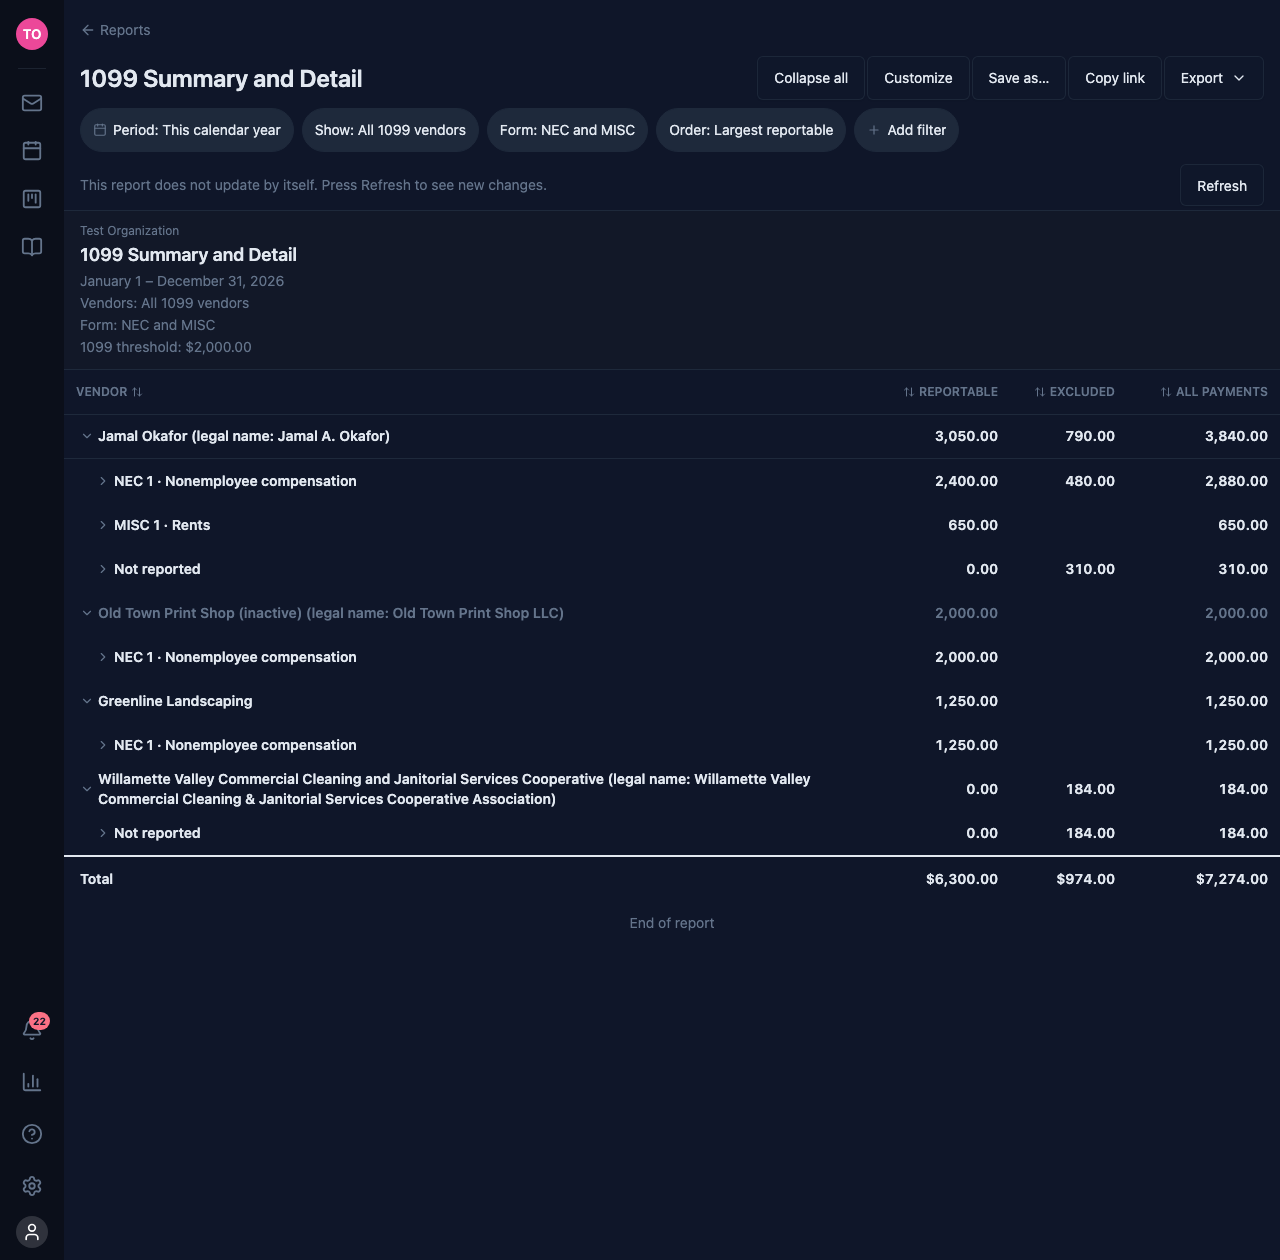 TO
Reports
1099 Summary and Detail
Collapse all
Customize
Save as...
Copy link
Export
Period: This calendar year
Show: All 1099 vendors
Form: NEC and MISC
Order: Largest reportable
Add filter
This report does not update by itself. Press Refresh to see new changes.
Refresh
Test Organization
1099 Summary and Detail
January 1 – December 31, 2026
Vendors: All 1099 vendors
Form: NEC and MISC
1099 threshold: $2,000.00
VENDOR REPORTABLE EXCLUDED ALL PAYMENTS
Jamal Okafor (legal name: Jamal A. Okafor) 3,050.00 790.00 3,840.00
NEC 1 · Nonemployee compensation 2,400.00 480.00 2,880.00
MISC 1 · Rents 650.00 650.00
Not reported 0.00 310.00 310.00
Old Town Print Shop (inactive) (legal name: Old Town Print Shop LLC) 2,000.00 2,000.00
NEC 1 · Nonemployee compensation 2,000.00 2,000.00
Greenline Landscaping 1,250.00 1,250.00
NEC 1 · Nonemployee compensation 1,250.00 1,250.00
Willamette Valley Commercial Cleaning and Janitorial Services Cooperative (legal name: Willamette Valley
Commercial Cleaning & Janitorial Services Cooperative Association) 0.00 184.00 184.00
Not reported 0.00 184.00 184.00
Total $6,300.00 $974.00 $7,274.00
End of report
22